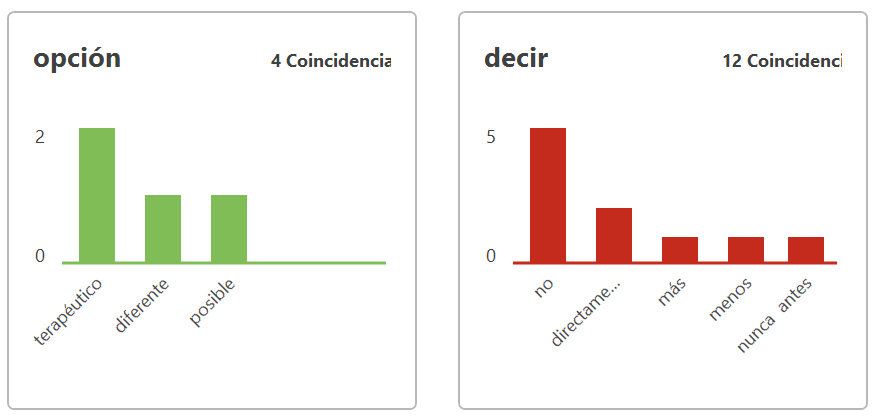 opción
4 Coincidencia
2
0
terapéutico
diferente
posible
decir
12 Coincidenci
5
0
no
directame...
más
menos
nunca antes